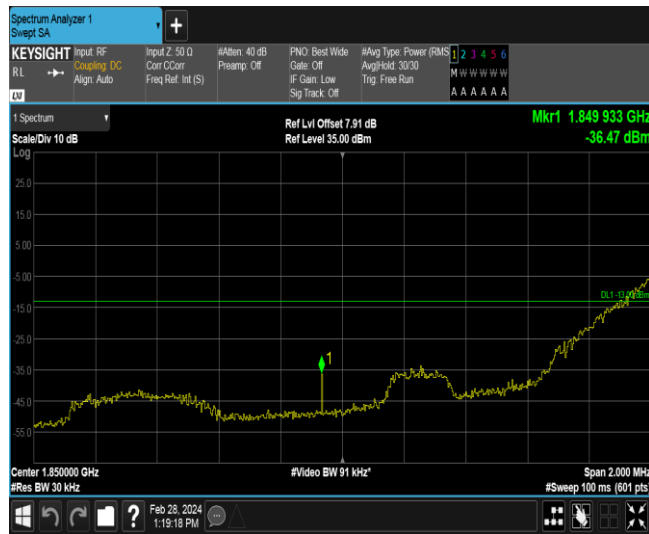 Spectrum Analyzer 1
Swept SA
+
KEYSIGHT Input: RF Input Z: 50 Ω #Atten: 40 dB PNO: Best Wide #Avg Type: Power (RMS 1 2 3 4 5 6
RL Coupling: DC Corr CCorr Preamp: Off Gate: Off Avg|Hold: 30/30 M W W W W W
Align: Auto Freq Ref: Int (S) IF Gain: Low Trig: Free Run
LXI Sig Track: Off A A A A A A
1 Spectrum Ref Lvl Offset 7.91 dB Mkr1 1.849 933 GHz
Scale/Div 10 dB Ref Level 35.00 dBm -36.47 dBm
Log
25.0
15.0
5.00
-5.00
DL1 -13.00 dBm
-15.0
-25.0
1
-35.0
-45.0
-55.0
Center 1.850000 GHz #Video BW 91 kHz* Span 2.000 MHz
#Res BW 30 kHz #Sweep 100 ms (601 pts)
? Feb 28, 2024
1:19:18 PM